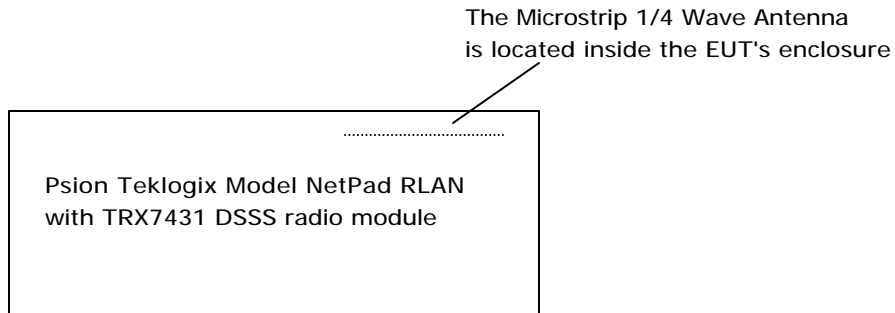 The Microstrip 1/4 Wave Antenna
is located inside the EUT's enclosure
Psion Teklogix Model NetPad RLAN
with TRX7431 DSSS radio module